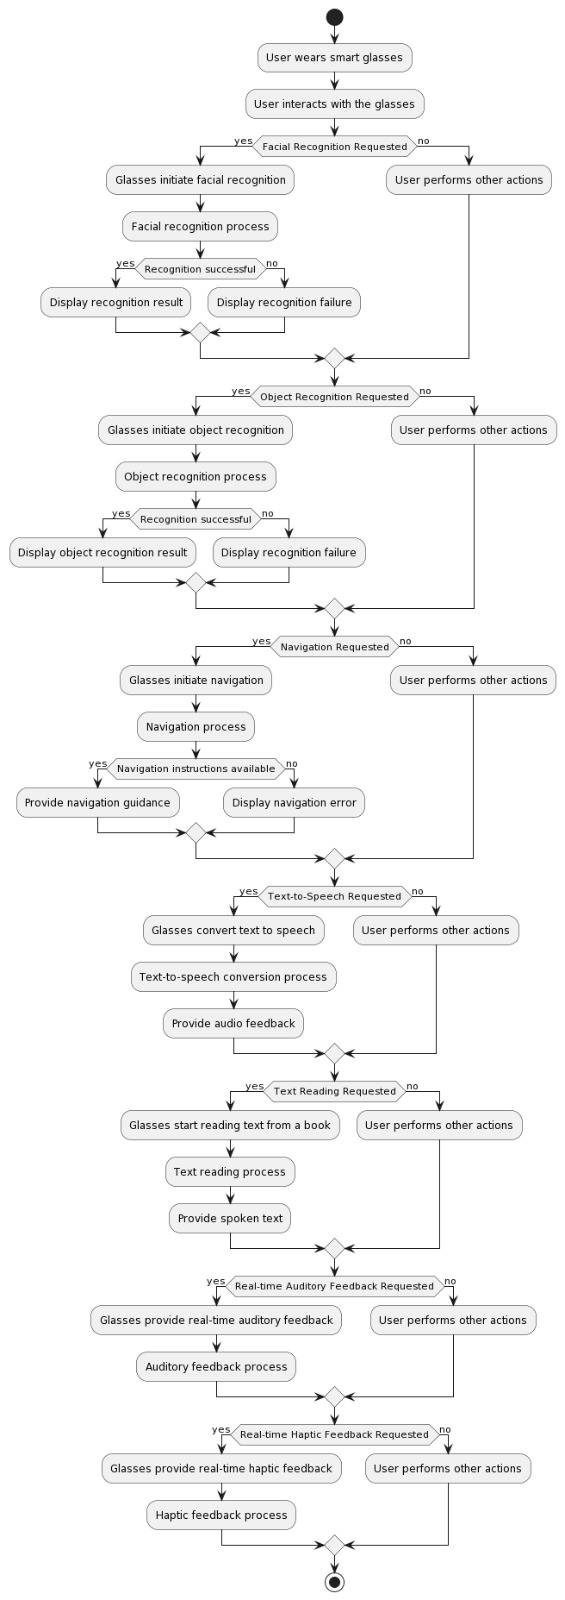 User wears smart glasses
User interacts with the glasses
yes
Facial Recognition Requested
no
Glasses initiate facial recognition
User performs other actions
Facial recognition process
yes
Recognition successful
no
Display recognition result
Display recognition failure
yes
Object Recognition Requested
no
Glasses initiate object recognition
User performs other actions
Object recognition process
yes
Recognition successful
no
Display object recognition result
Display recognition failure
yes
Navigation Requested
no
Glasses initiate navigation
User performs other actions
Navigation process
yes
Navigation instructions available
no
Provide navigation guidance
Display navigation error
yes
Text-to-Speech Requested
no
Glasses convert text to speech
User performs other actions
Text-to-speech conversion process
Provide audio feedback
yes
Text Reading Requested
no
Glasses start reading text from a book
User performs other actions
Text reading process
Provide spoken text
yes
Real-time Auditory Feedback Requested
no
Glasses provide real-time auditory feedback
User performs other actions
Auditory feedback process
yes
Real-time Haptic Feedback Requested
no
Glasses provide real-time haptic feedback
User performs other actions
Haptic feedback process